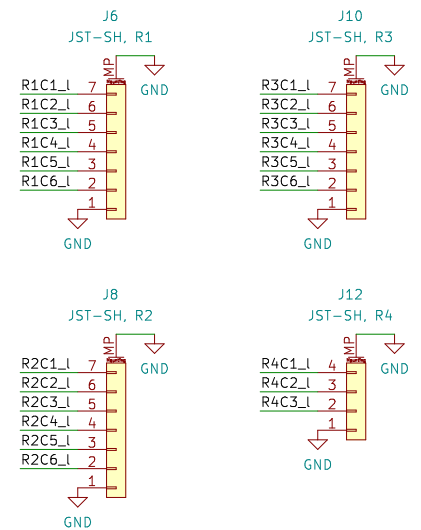 J6
JST-SH, R1
MP
GND
R1C1_l 7
R1C2_l 6
R1C3_l 5
R1C4_l 4
R1C5_l 3
R1C6_l 2
1
GND
J10
JST-SH, R3
MP
GND
R3C1_l 7
R3C2_l 6
R3C3_l 5
R3C4_l 4
R3C5_l 3
R3C6_l 2
1
GND
J8
JST-SH, R2
MP
GND
R2C1_l 7
R2C2_l 6
R2C3_l 5
R2C4_l 4
R2C5_l 3
R2C6_l 2
1
GND
J12
JST-SH, R4
MP
GND
R4C1_l 4
R4C2_l 3
R4C3_l 2
1
GND